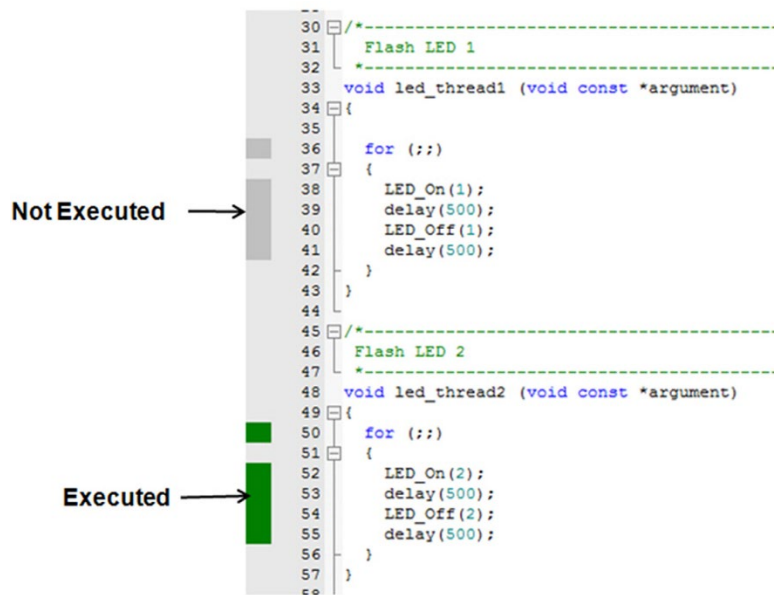 30 /*-------------------------------------------
31 Flash LED 1
32 *-------------------------------------------
33 void led_thread1 (void const *argument)
34 {
35
36 for (;;)
37 {
38 LED_On(1);
Not Executed 39 delay(500);
40 LED_Off(1);
41 delay(500);
42 }
43 }
44
45 /*-------------------------------------------
46 Flash LED 2
47 *-------------------------------------------
48 void led_thread2 (void const *argument)
49 {
50 for (;;)
51 {
52 LED_On(2);
Executed 53 delay(500);
54 LED_Off(2);
55 delay(500);
56 }
57 }